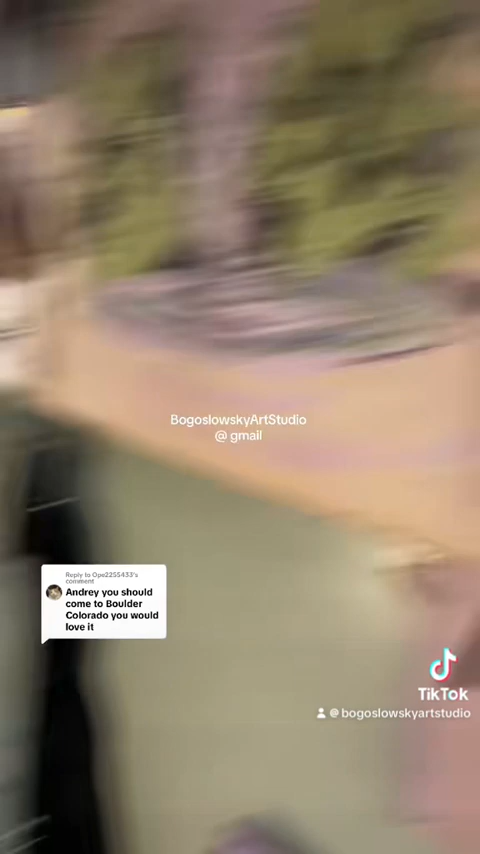 BogoslowskyArtStudio
@ gmail
Reply to Ope2255433's
comment
Andrey you should
come to Boulder
Colorado you would
love it
TikTok
@ bogoslowskyartstudio